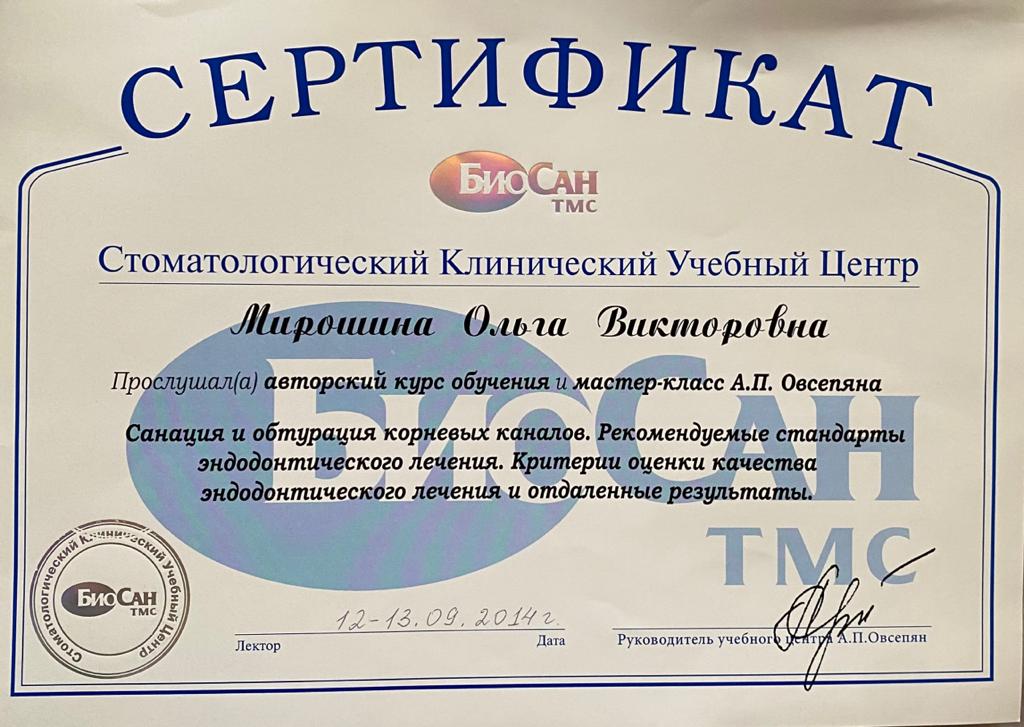 СЕРТИФИКАТ
БиоСан
ТМС
Стоматологический Клинический Учебный Центр
Мирошина Ольга Викторовна
Прослушал(а) авторский курс обучения и мастер-класс А.П. Овсепяна
Санация и обтурация корневых каналов. Рекомендуемые стандарты
эндодонтического лечения. Критерии оценки качества
эндодонтического лечения и отдаленные результаты.
БиоСан
ТМС
Стоматологический Клинический Учебный Центр
БиоСан
ТМС
12-13.09.2014г.
Лектор Дата
Руководитель учебного центра А.П.Овсепян